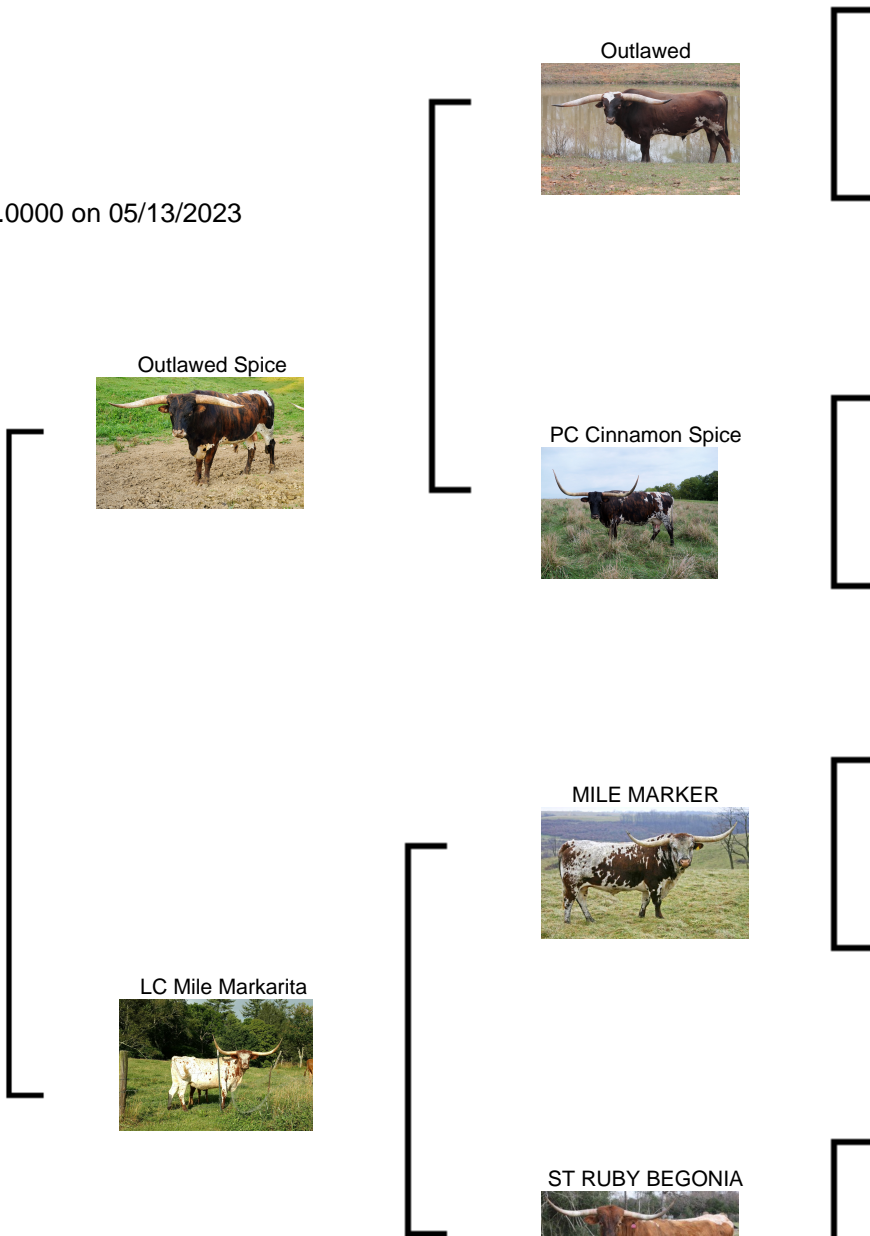 Outlawed
.0000 on 05/13/2023
Outlawed Spice
PC Cinnamon Spice
MILE MARKER
LC Mile Markarita
ST RUBY BEGONIA